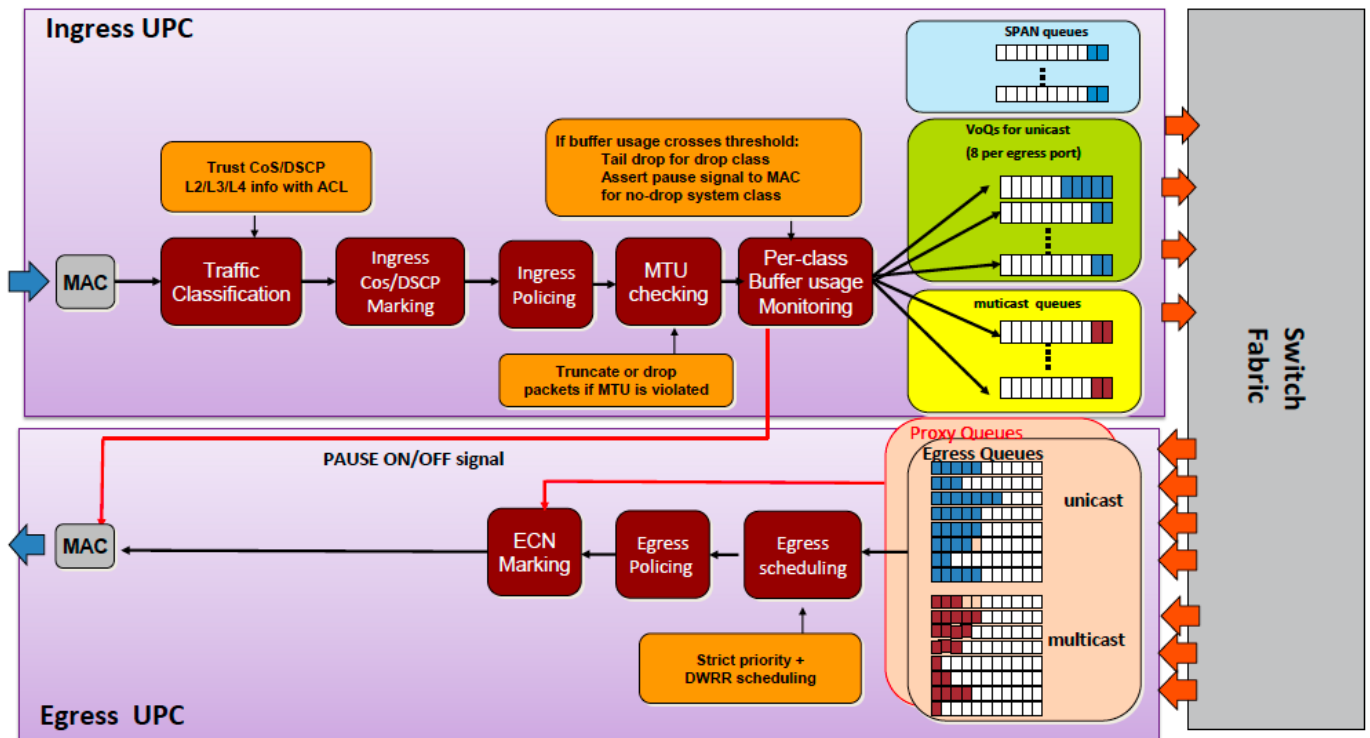 Ingress UPC
SPAN queues
If buffer usage crosses threshold:
Tail drop for drop class
Assert pause signal to MAC
for no-drop system class
Trust CoS/DSCP
L2/L3/L4 info with ACL
VoQs for unicast
(8 per egress port)
MAC
Traffic
Classification
Ingress
Cos/DSCP
Marking
Ingress
Policing
MTU
checking
Per-class
Buffer usage
Monitoring
muticast queues
Truncate or drop
packets if MTU is violated
Switch
Fabric
Proxy Queues
Egress Queues
PAUSE ON/OFF signal
unicast
MAC
ECN
Marking
Egress
Policing
Egress
scheduling
multicast
Strict priority +
DWRR scheduling
Egress UPC